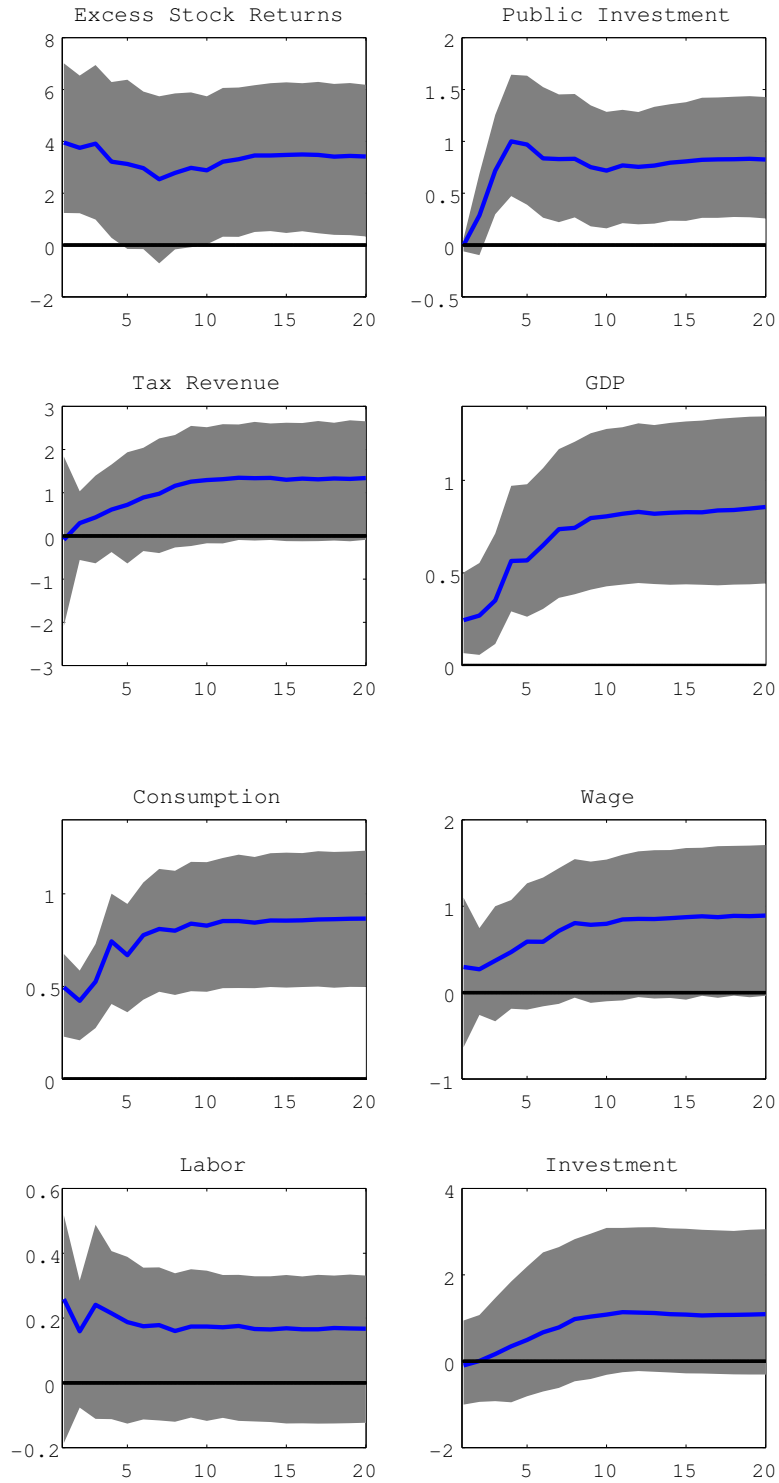 Excess Stock Returns
8
6
4
2
0
−2
5 10 15 20
Public Investment
2
1.5
1
0.5
0
−0.5
5 10 15 20
Tax Revenue
3
2
1
0
−1
−2
−3
5 10 15 20
GDP
1
0.5
0
5 10 15 20
Consumption
1
0.5
0
5 10 15 20
Wage
2
1
0
−1
5 10 15 20
Labor
0.6
0.4
0.2
0
−0.2
5 10 15 20
Investment
4
2
0
−2
5 10 15 20